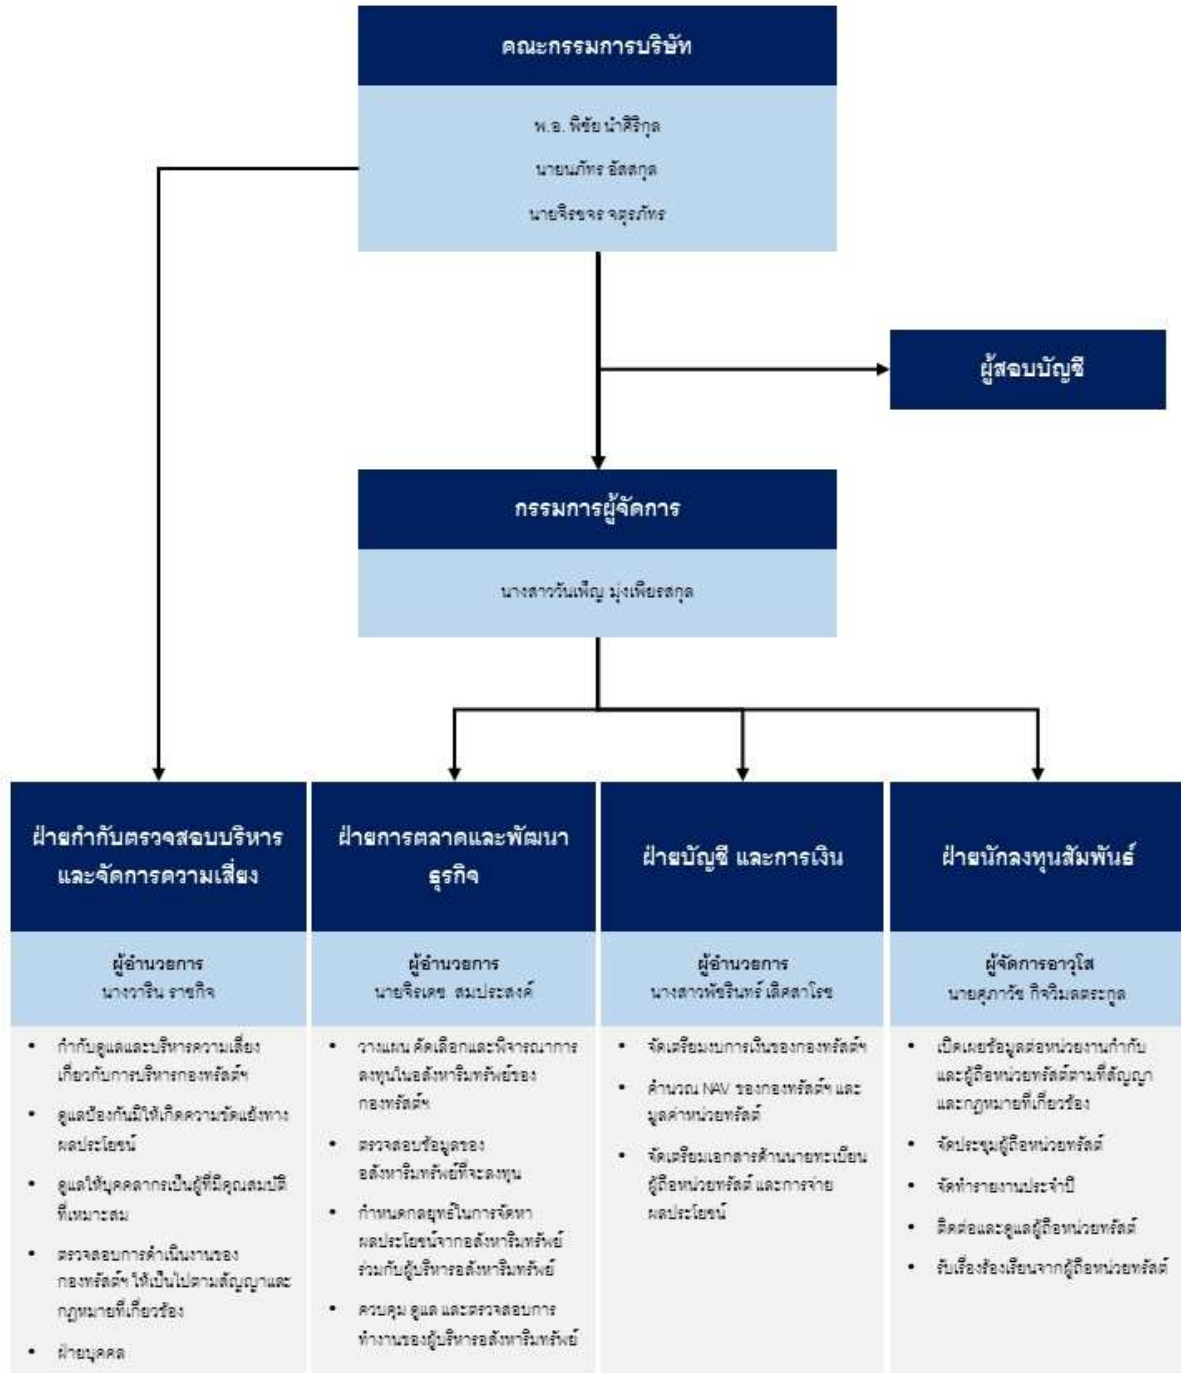 คณะกรรมการบริษัท
พ.อ. พิชัย นำศิริกุล
นายนภัทร อัสสกุล
นายจิรขจร จตุรภัทร
ผู้สอบบัญชี
กรรมการผู้จัดการ
นางสาววันเพ็ญ มุ่งเพียรสกุล
ฝ่ายกำกับตรวจสอบบริหาร
และจัดการความเสี่ยง
ผู้อำนวยการ
นางวาริน ราชกิจ
• กำกับดูแลและบริหารความเสี่ยง
เกี่ยวกับการบริหารกองทรัสต์ฯ
• ดูแลป้องกันมิให้เกิดความขัดแย้งทาง
ผลประโยชน์
• ดูแลให้บุคคลากรเป็นผู้ที่มีคุณสมบัติ
ที่เหมาะสม
• ตรวจสอบการดำเนินงานของ
กองทรัสต์ฯ ให้เป็นไปตามสัญญาและ
กฎหมายที่เกี่ยวข้อง
• ฝ่ายบุคคล
ฝ่ายการตลาดและพัฒนา
ธุรกิจ
ผู้อำนวยการ
นายจิรเดช สมประสงค์
• วางแผน คัดเลือกและพิจารณาการ
ลงทุนในอสังหาริมทรัพย์ของ
กองทรัสต์ฯ
• ตรวจสอบข้อมูลของ
อสังหาริมทรัพย์ที่จะลงทุน
• กำหนดกลยุทธ์ในการจัดหา
ผลประโยชน์จากอสังหาริมทรัพย์
ร่วมกับผู้บริหารอสังหาริมทรัพย์
• ควบคุม ดูแล และตรวจสอบการ
ทำงานของผู้บริหารอสังหาริมทรัพย์
ฝ่ายบัญชี และการเงิน
ผู้อำนวยการ
นางสาวพัชรินทร์ เลิศสาโรช
• จัดเตรียมงบการเงินของกองทรัสต์ฯ
• คำนวณ NAV ของกองทรัสต์ฯ และ
มูลค่าหน่วยทรัสต์
• จัดเตรียมเอกสารด้านนายทะเบียน
ผู้ถือหน่วยทรัสต์ และการจ่าย
ผลประโยชน์
ฝ่ายนักลงทุนสัมพันธ์
ผู้จัดการอาวุโส
นายศุภาวัช กิจวิมลตระกูล
• เปิดเผยข้อมูลต่อหน่วยงานกำกับ
และผู้ถือหน่วยทรัสต์ตามที่สัญญา
และกฎหมายที่เกี่ยวข้อง
• จัดประชุมผู้ถือหน่วยทรัสต์
• จัดทำรายงานประจำปี
• ติดต่อและดูแลผู้ถือหน่วยทรัสต์
• รับเรื่องร้องเรียนจากผู้ถือหน่วยทรัสต์